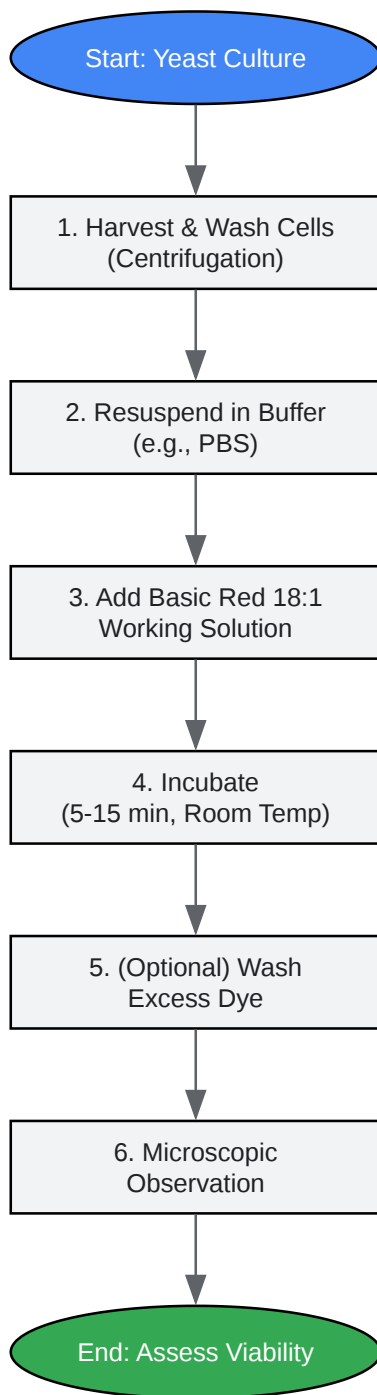 Start: Yeast Culture
1. Harvest & Wash Cells
(Centrifugation)
2. Resuspend in Buffer
(e.g., PBS)
3. Add Basic Red 18:1
Working Solution
4. Incubate
(5-15 min, Room Temp)
5. (Optional) Wash
Excess Dye
6. Microscopic
Observation
End: Assess Viability